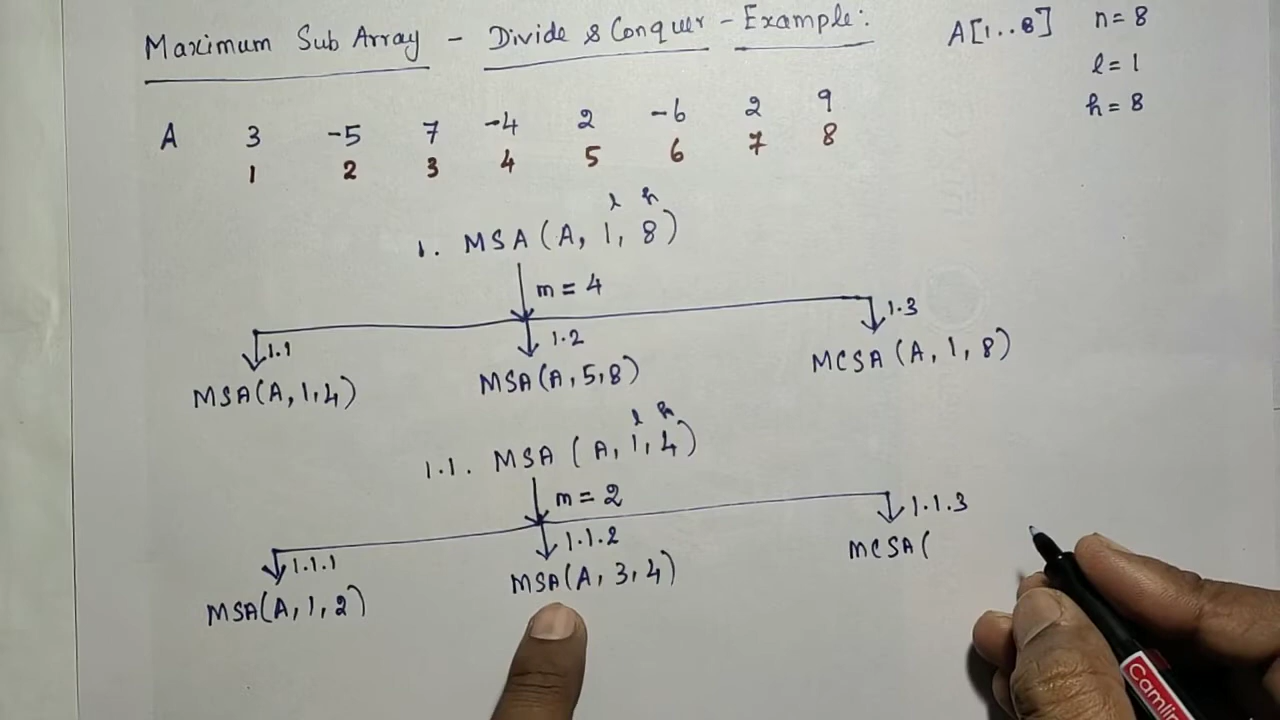 Maximum Sub Array - Divide & Conquer - Example:
A[1..8] n=8
l=1
h=8
A 3 -5 7 -4 2 -6 2 9
1 2 3 4 5 6 7 8
l h
1. MSA(A, 1, 8)
m = 4
1.1 1.2 1.3
MSA(A, 1, 4) MSA(A, 5, 8) MCSA (A, 1, 8)
l h
1.1. MSA (A, 1, 4)
m = 2
1.1.1 1.1.2 1.1.3
MSA(A, 1, 2) MSA(A, 3, 4) MCSA(
Camlin